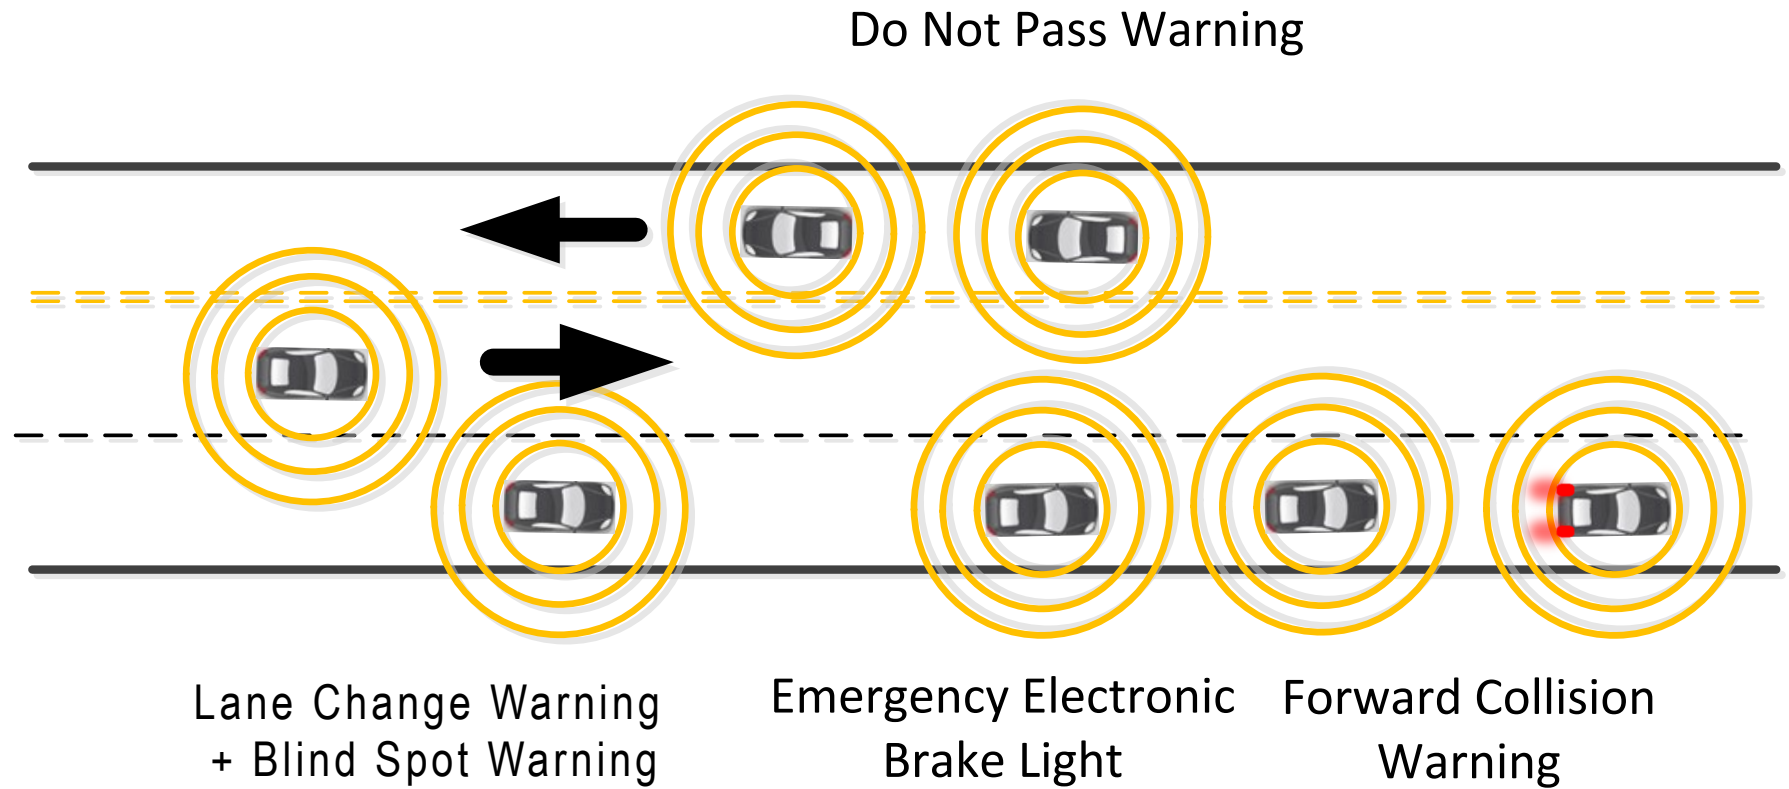 Do Not Pass Warning
Lane Change Warning
+ Blind Spot Warning
Emergency Electronic
Brake Light
Forward Collision
Warning